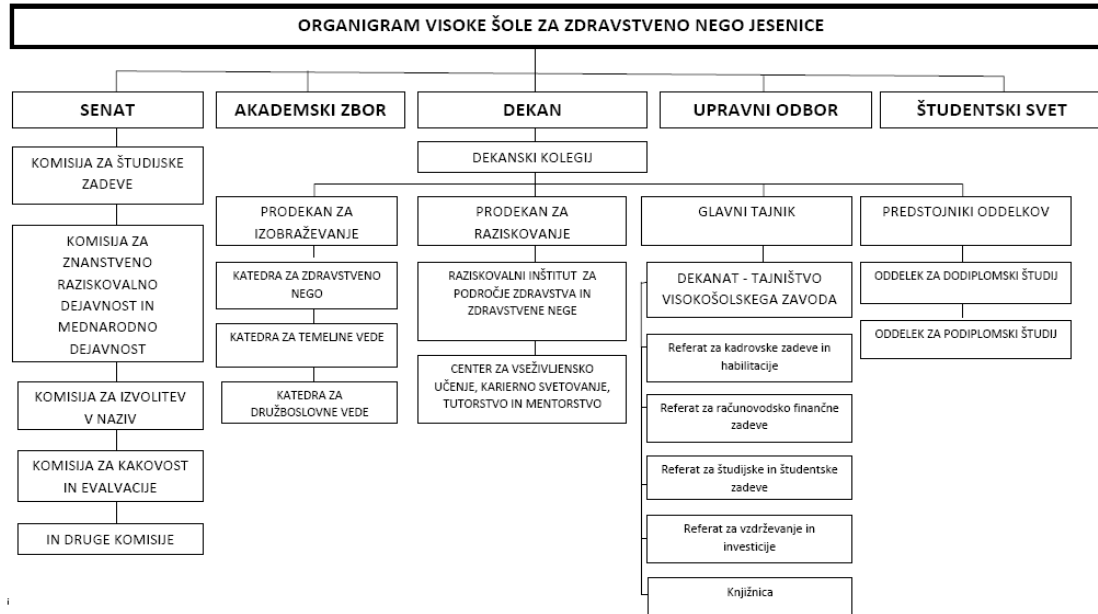 ORGANIGRAM VISOKE ŠOLE ZA ZDRAVSTVENO NEGO JESENICE
SENAT
AKADEMSKI ZBOR
DEKAN
UPRAVNI ODBOR
ŠTUDENTSKI SVET
KOMISIJA ZA ŠTUDIJSKE
ZADEVE
KOMISIJA ZA
ZNANSTVENO
RAZISKOVALNO
DEJAVNOST IN
MEDNARODNO
DEJAVNOST
KOMISIJA ZA IZVOLITEV
V NAZIV
KOMISIJA ZA KAKOVOST
IN EVALVACIJE
IN DRUGE KOMISIJE
DEKANSKI KOLEGIJ
PRODEKAN ZA
IZOBRAŽEVANJE
KATEDRA ZA ZDRAVSTVENO
NEGO
KATEDRA ZA TEMELJNE VEDE
KATEDRA ZA
DRUŽBOSLOVNE VEDE
PRODEKAN ZA
RAZISKOVANJE
RAZISKOVALNI INŠTITUT ZA
PODROČJE ZDRAVSTVA IN
ZDRAVSTVENE NEGE
CENTER ZA VSEŽIVLJENSKO
UČENJE, KARIERNO SVETOVANJE,
TUTORSTVO IN MENTORSTVO
GLAVNI TAJNIK
DEKANAT - TAJNIŠTVO
VISOKOŠOLSKEGA ZAVODA
Referat za kadrovske zadeve in
habilitacije
Referat za računovodsko finančne
zadeve
Referat za študijske in študentske
zadeve
Referat za vzdrževanje in
investicije
Knjižnica
PREDSTOJNIKI ODDELKOV
ODDELEK ZA DODIPLOMSKI ŠTUDIJ
ODDELEK ZA PODIPLOMSKI ŠTUDIJ
i